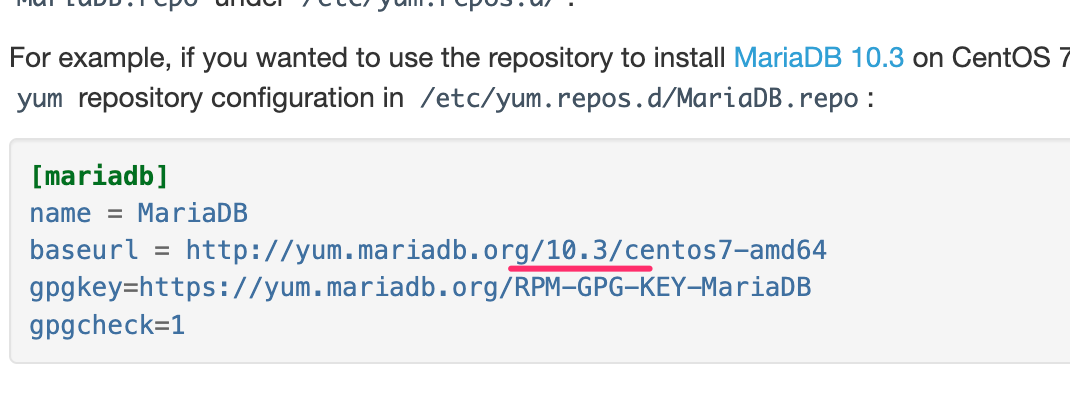 MariaDB.repo under /etc/yum.repos.d/ :
For example, if you wanted to use the repository to install MariaDB 10.3 on CentOS 7
yum repository configuration in /etc/yum.repos.d/MariaDB.repo :
[mariadb]
name = MariaDB
baseurl = http://yum.mariadb.org/10.3/centos7-amd64
gpgkey=https://yum.mariadb.org/RPM-GPG-KEY-MariaDB
gpgcheck=1